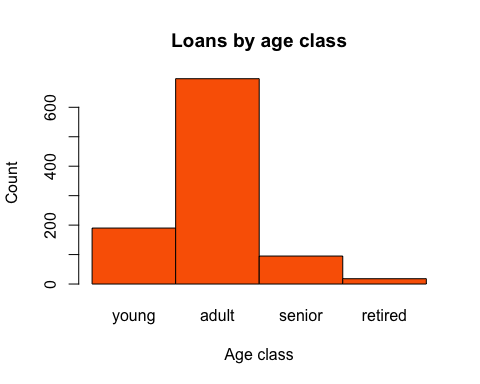 Loans by age class
Count
600
400
200
0
young adult senior retired
Age class